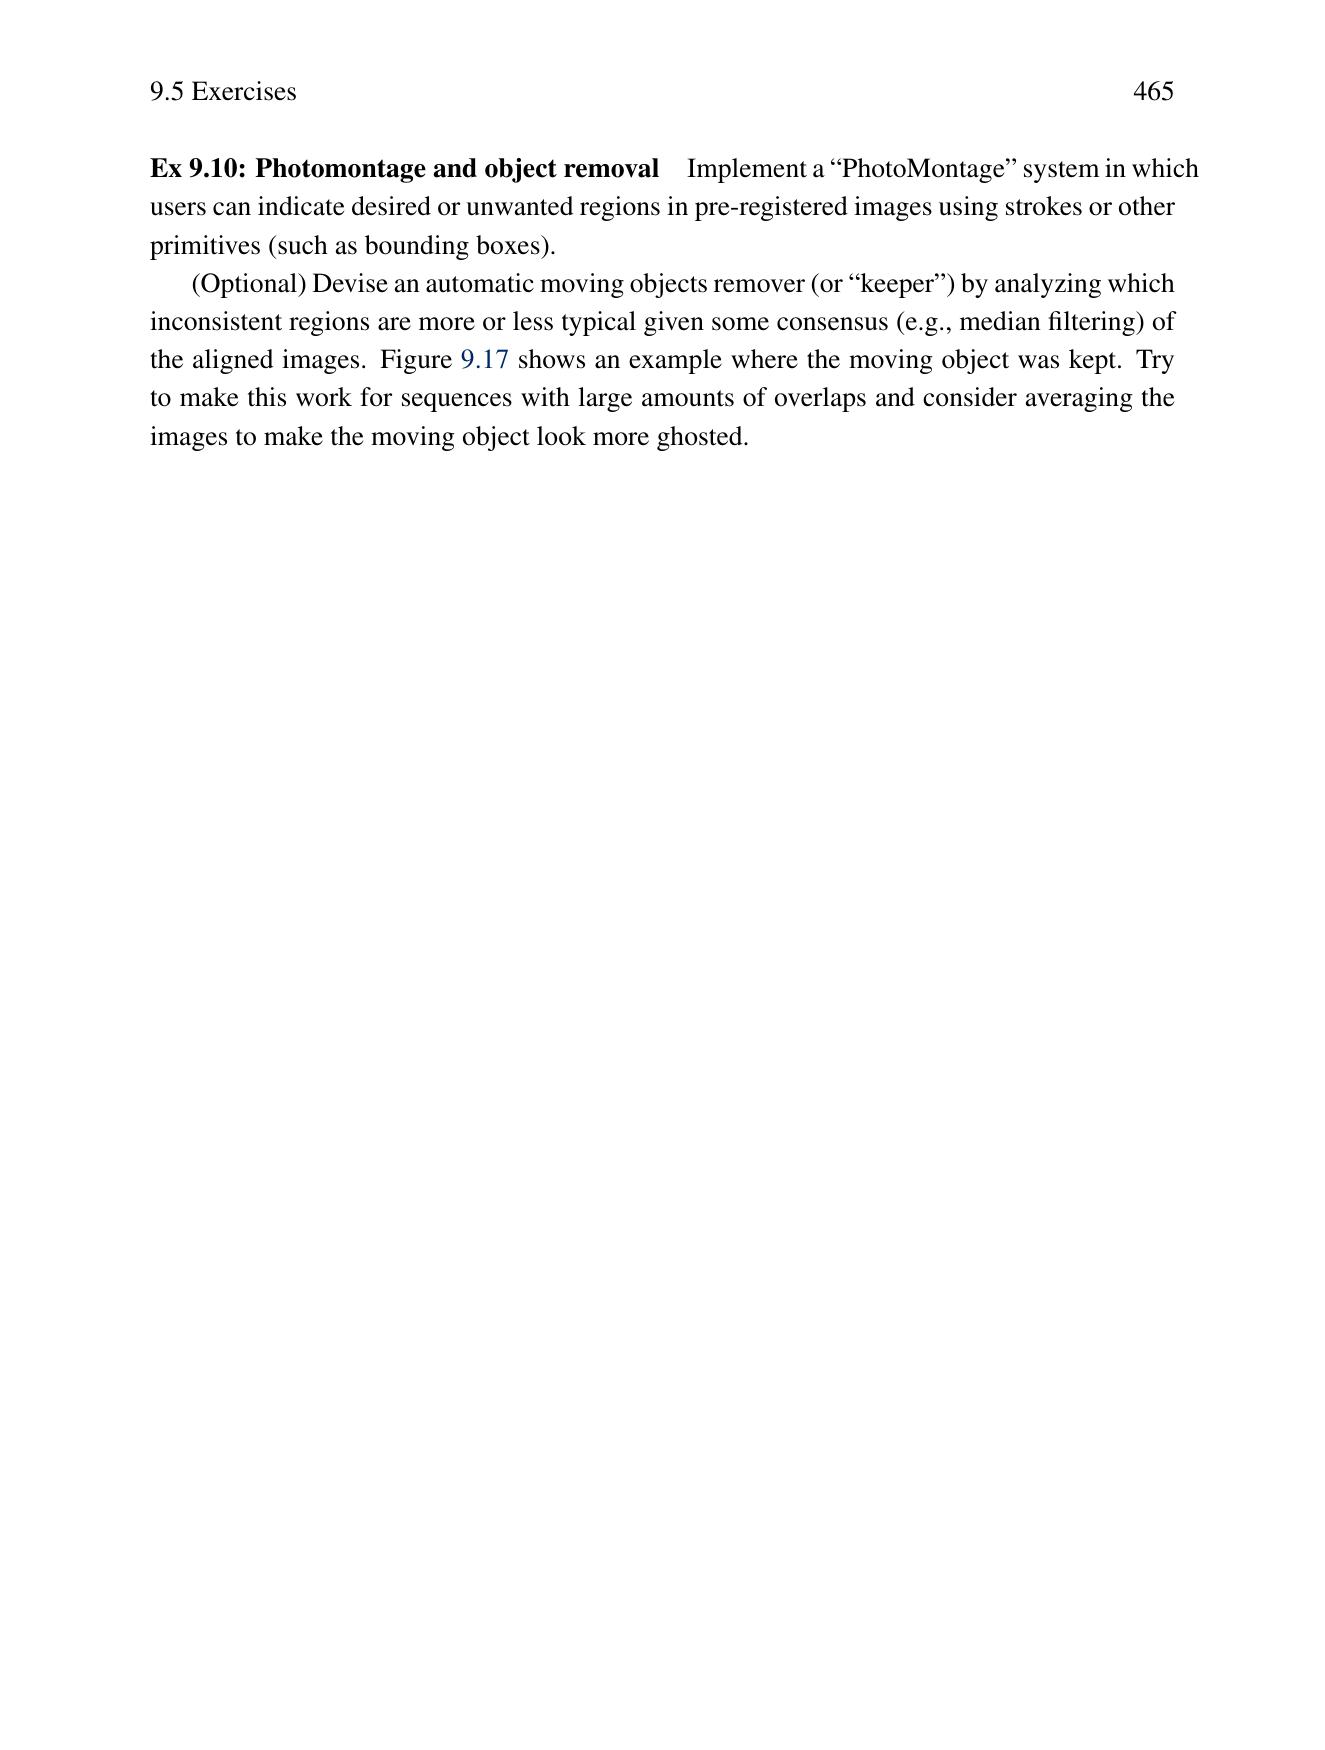 9.5 Exercises 465
Ex 9.10: Photomontage and object removal Implement a “PhotoMontage” system in which
users can indicate desired or unwanted regions in pre-registered images using strokes or other
primitives (such as bounding boxes).
(Optional) Devise an automatic moving objects remover (or “keeper”) by analyzing which
inconsistent regions are more or less typical given some consensus (e.g., median filtering) of
the aligned images. Figure 9.17 shows an example where the moving object was kept. Try
to make this work for sequences with large amounts of overlaps and consider averaging the
images to make the moving object look more ghosted.